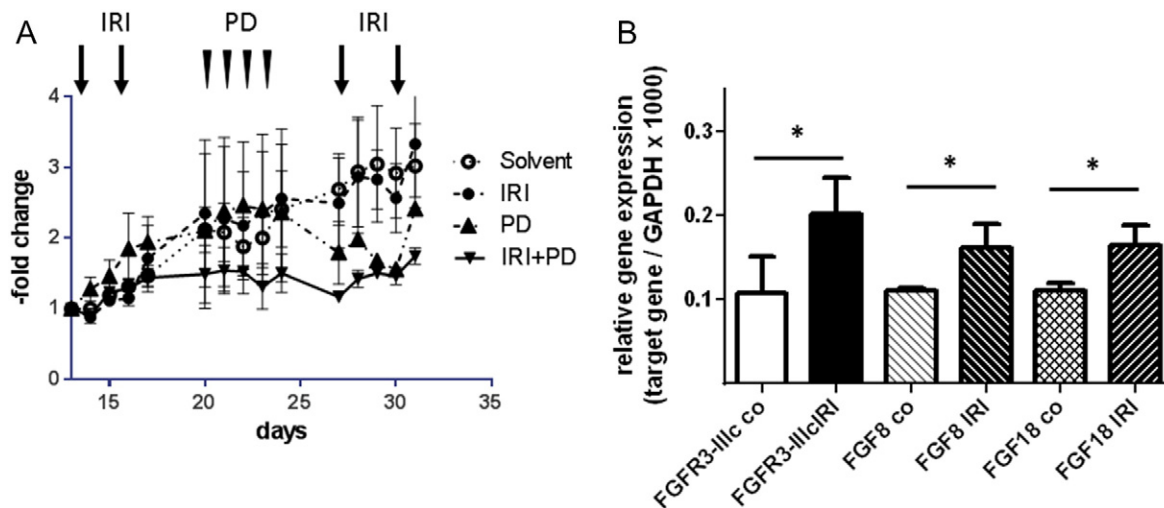 A
IRI PD IRI
-fold change
4
3
2
1
0
15 20 25 30 35
days
Solvent
IRI
PD
IRI+PD
B
relative gene expression
(target gene / GAPDH x 1000)
0.3
0.2
0.1
* * *
FGFR3-IIIc co
FGFR3-IIIcIRI
FGF8 co
FGF8 IRI
FGF18 co
FGF18 IRI